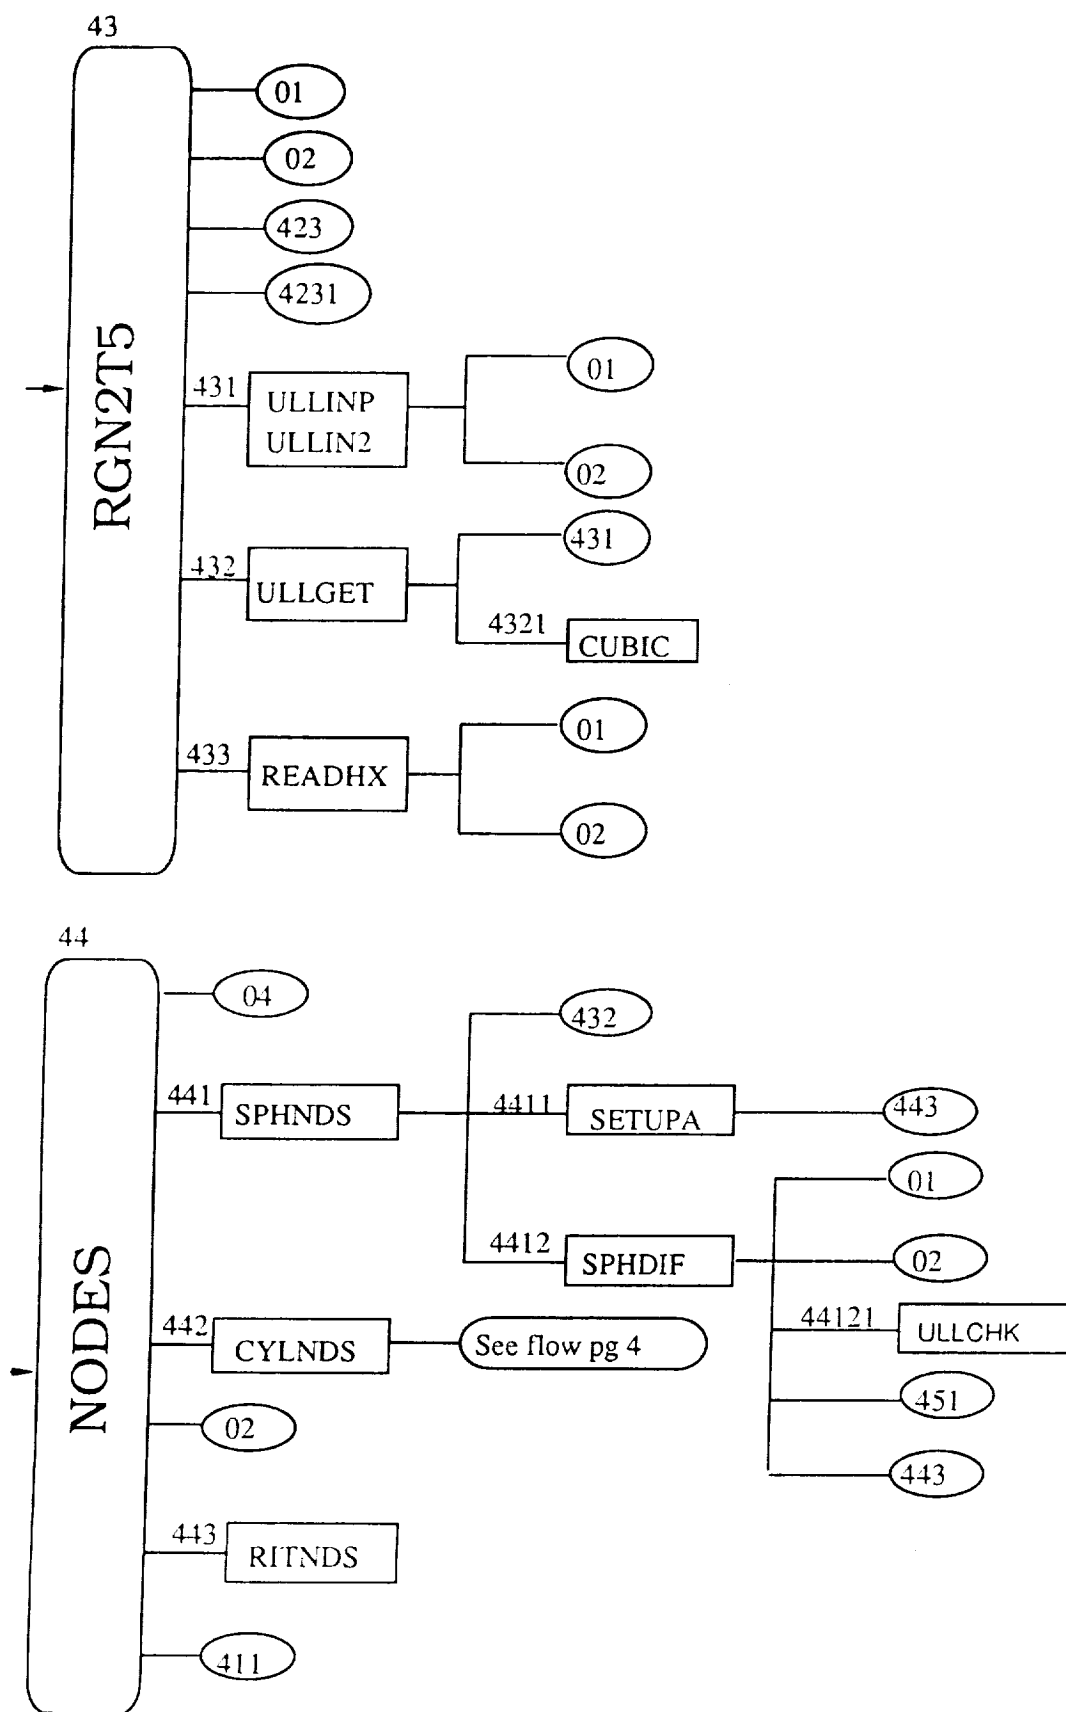 43
RGN2T5
01
02
423
4231
431
ULLINP
ULLIN2
01
02
432
ULLGET
431
4321
CUBIC
433
READHX
01
02
44
NODES
04
441
SPHNDS
432
4411
SETUPA
443
4412
SPHDIF
01
02
44121
ULLCHK
451
443
442
CYLNDS
See flow pg 4
02
443
RITNDS
411